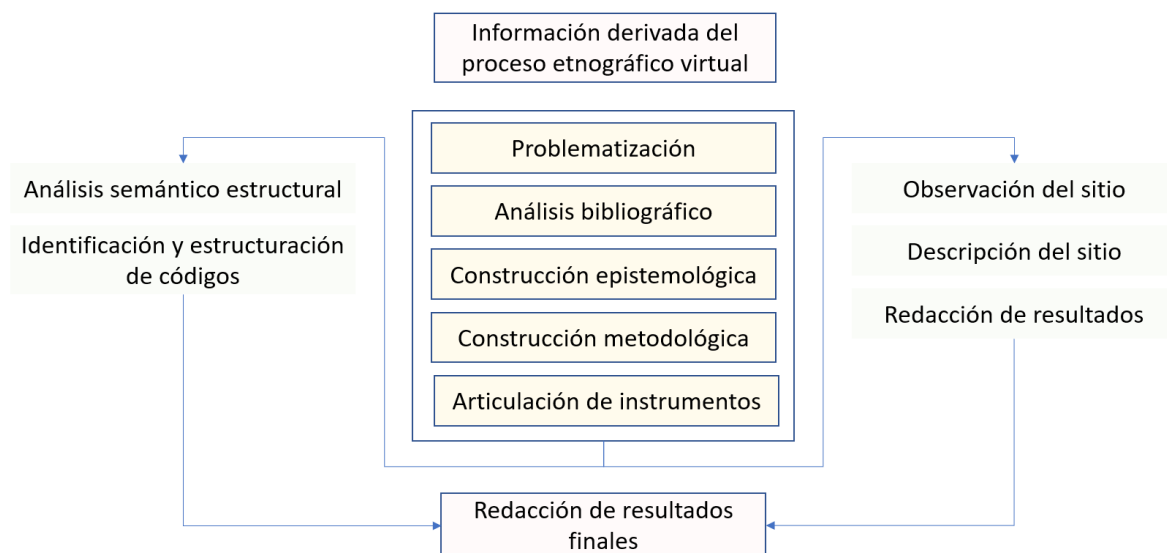 Información derivada del
proceso etnográfico virtual
Problematización
Análisis bibliográfico
Construcción epistemológica
Construcción metodológica
Articulación de instrumentos
Análisis semántico estructural
Identificación y estructuración
de códigos
Observación del sitio
Descripción del sitio
Redacción de resultados
Redacción de resultados
finales